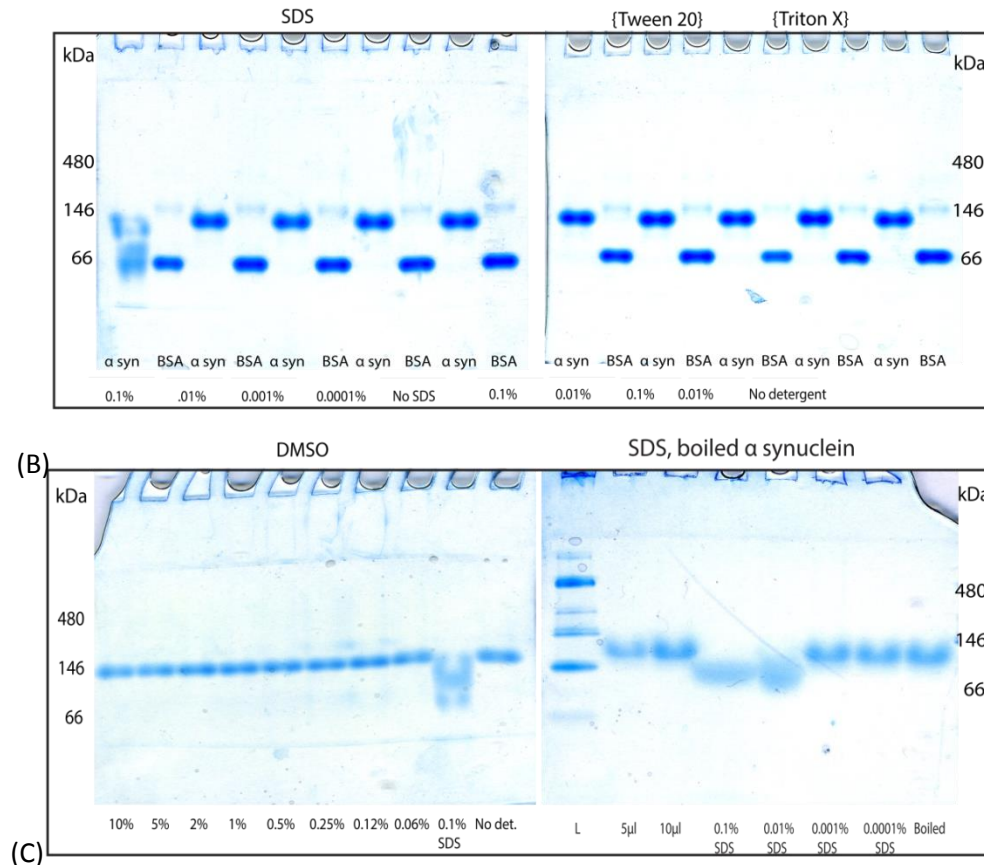 SDS {Tween 20} {Triton X}
kDa kDa
480 480
146 146
66 66
α syn BSA α syn BSA α syn BSA α syn BSA α syn BSA α syn BSA α syn BSA α syn BSA α syn BSA α syn BSA
0.1% .01% 0.001% 0.0001% No SDS 0.1% 0.01% 0.1% 0.01% No detergent
(B) DMSO SDS, boiled α synuclein
kDa kDa
480 480
146 146
66 66
10% 5% 2% 1% 0.5% 0.25% 0.12% 0.06% 0.1% No det. L 5µl 10µl 0.1% 0.01% 0.001% 0.0001% Boiled
SDS SDS SDS SDS SDS
(C)